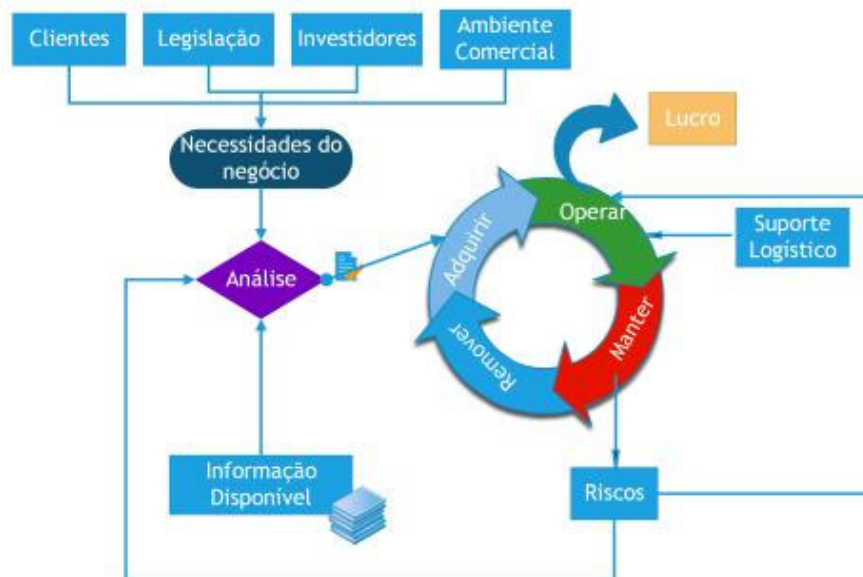 Clientes
Legislação
Investidores
Ambiente
Comercial
Necessidades do
negócio
Lucro
Operar
Suporte
Logístico
Adquirir
Análise
Manter
Remover
Informação
Disponível
Riscos